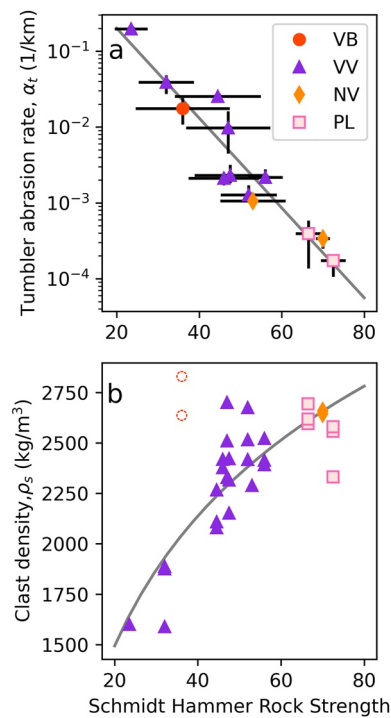 a
VB
VV
NV
PL
Tumbler abrasion rate, αt (1/km)
10⁻¹
10⁻²
10⁻³
10⁻⁴
20 40 60 80
b
Clast density,ρs (kg/m³)
2750
2500
2250
2000
1750
1500
20 40 60 80
Schmidt Hammer Rock Strength